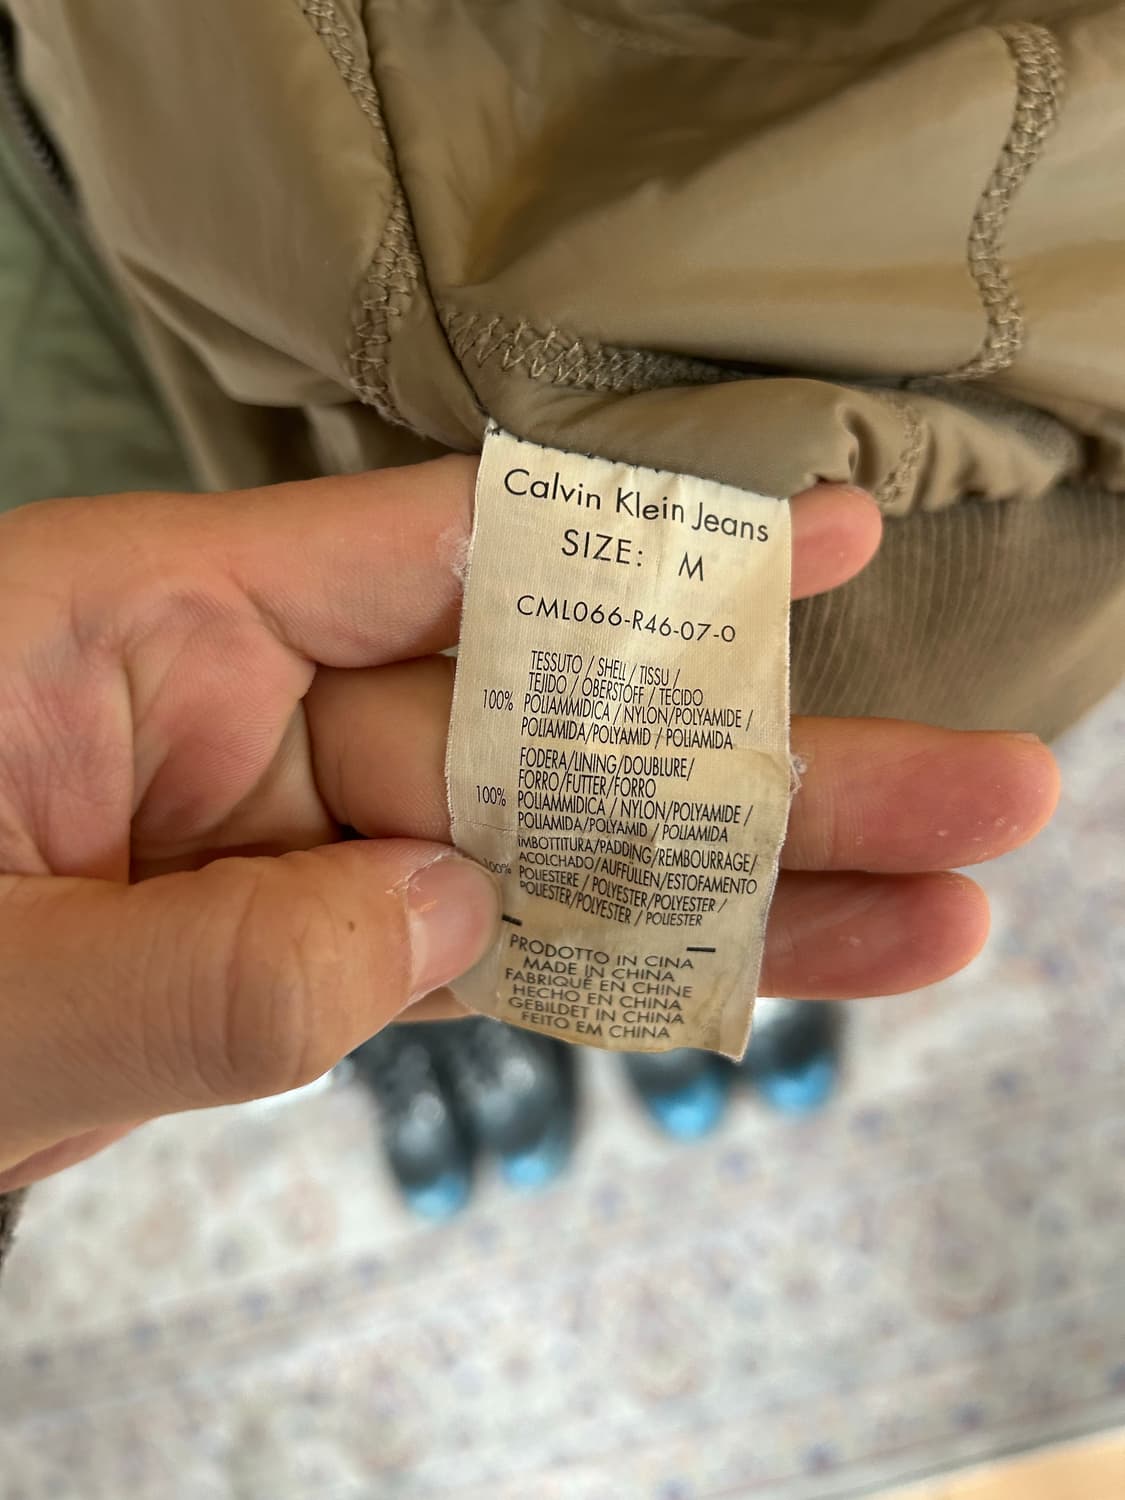 Calvin Klein Jeans
SIZE: M
CML066-R46-07-0
TESSUTO / SHELL / TISSU /
TEJIDO / OBERSTOFF / TECIDO
100% POLIAMMIDICA / NYLON/POLYAMIDE /
POLIAMIDA/POLYAMID / POLIAMIDA
FODERA/LINING/DOUBLURE/
FORRO/FUTTER/FORRO
100% POLIAMMIDICA / NYLON/POLYAMIDE /
POLIAMIDA/POLYAMID / POLIAMIDA
IMBOTTITURA/PADDING/REMBOURRAGE/
ACOLCHADO/AUFFÜLLEN/ESTOFAMENTO
100% POLIESTERE / POLYESTER/POLYESTER /
POLIESTER/POLYESTER / POLIESTER
PRODOTTO IN CINA
MADE IN CHINA
FABRIQUÉ EN CHINE
HECHO EN CHINA
GEBILDET IN CHINA
FEITO EM CHINA